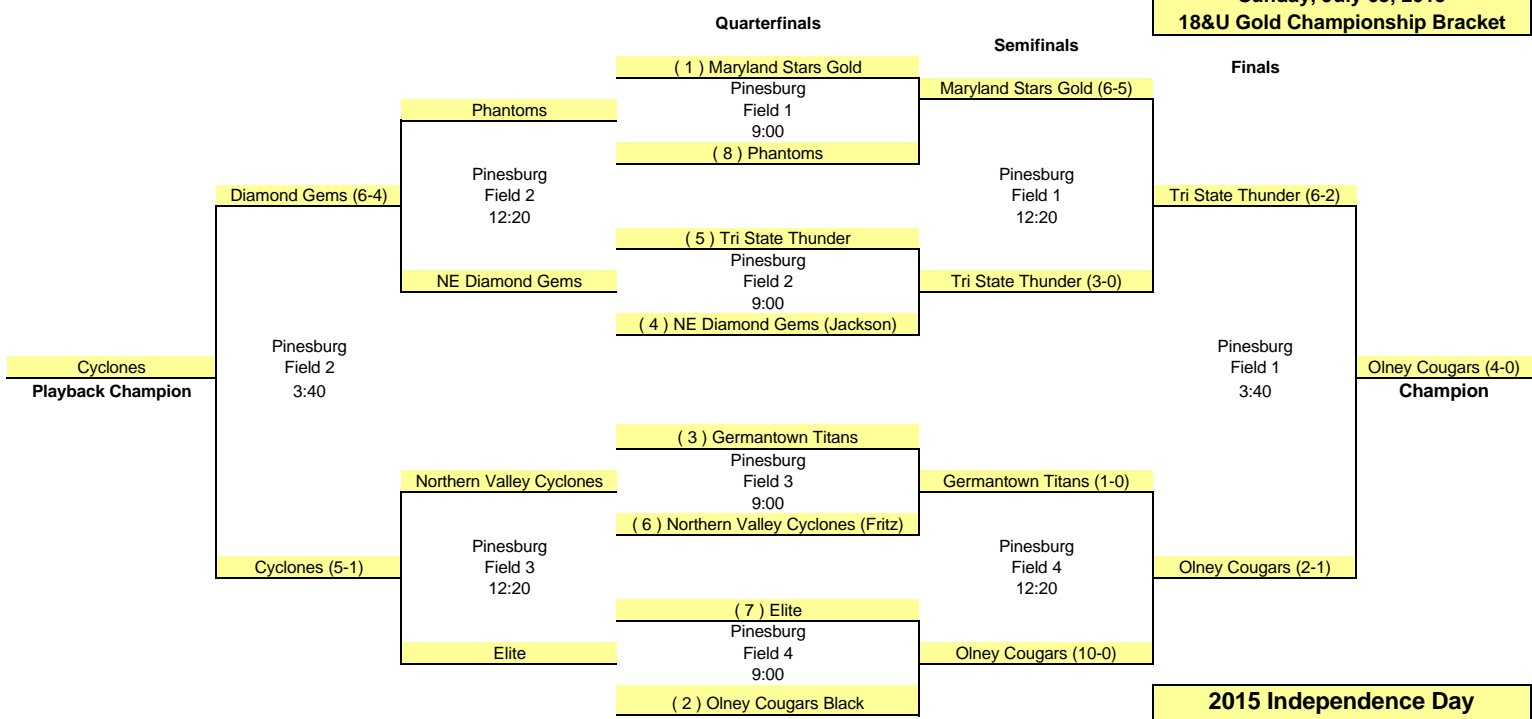 Sunday, July 05, 2015
18&U Gold Championship Bracket
Quarterfinals
Semifinals
Finals
( 1 ) Maryland Stars Gold
Pinesburg
Field 1
9:00
( 8 ) Phantoms
Maryland Stars Gold (6-5)
Phantoms
Pinesburg
Field 2
12:20
Pinesburg
Field 1
12:20
Diamond Gems (6-4)
Tri State Thunder (6-2)
( 5 ) Tri State Thunder
Pinesburg
Field 2
9:00
( 4 ) NE Diamond Gems (Jackson)
NE Diamond Gems
Tri State Thunder (3-0)
Cyclones
Playback Champion
Pinesburg
Field 2
3:40
Pinesburg
Field 1
3:40
Olney Cougars (4-0)
Champion
( 3 ) Germantown Titans
Pinesburg
Field 3
9:00
( 6 ) Northern Valley Cyclones (Fritz)
Northern Valley Cyclones
Germantown Titans (1-0)
Pinesburg
Field 3
12:20
Pinesburg
Field 4
12:20
Cyclones (5-1)
Olney Cougars (2-1)
( 7 ) Elite
Pinesburg
Field 4
9:00
( 2 ) Olney Cougars Black
Elite
Olney Cougars (10-0)
2015 Independence Day